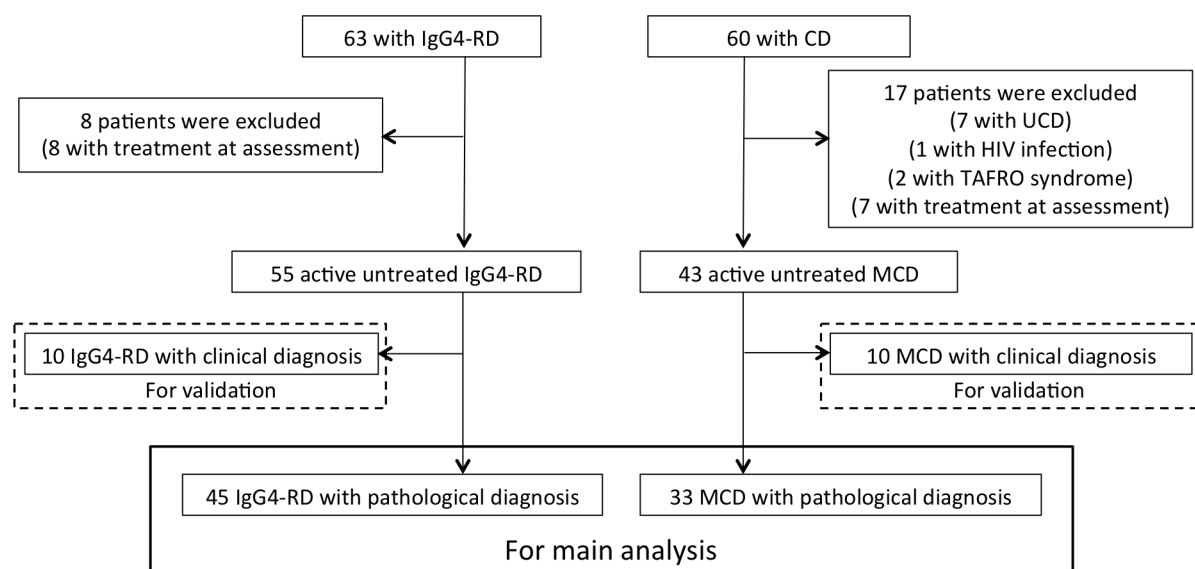 63 with IgG4-RD
60 with CD
8 patients were excluded
(8 with treatment at assessment)
17 patients were excluded
(7 with UCD)
(1 with HIV infection)
(2 with TAFRO syndrome)
(7 with treatment at assessment)
55 active untreated IgG4-RD
43 active untreated MCD
10 IgG4-RD with clinical diagnosis
For validation
10 MCD with clinical diagnosis
For validation
45 IgG4-RD with pathological diagnosis
33 MCD with pathological diagnosis
For main analysis